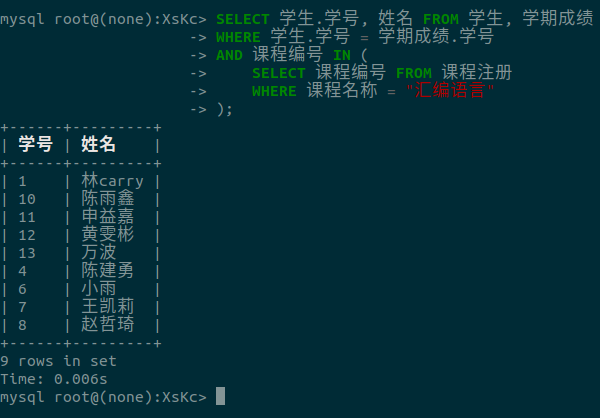 mysql root@(none):XsKc> SELECT 学生.学号, 姓名 FROM 学生, 学期成绩
-> WHERE 学生.学号 = 学期成绩.学号
-> AND 课程编号 IN (
-> SELECT 课程编号 FROM 课程注册
-> WHERE 课程名称 = "汇编语言"
-> );
+------+---------+
| 学号 | 姓名 |
+------+---------+
| 1 | 林carry |
| 10 | 陈雨鑫 |
| 11 | 申益嘉 |
| 12 | 黄雯彬 |
| 13 | 万波 |
| 4 | 陈建勇 |
| 6 | 小雨 |
| 7 | 王凯莉 |
| 8 | 赵哲琦 |
+------+---------+
9 rows in set
Time: 0.006s
mysql root@(none):XsKc>